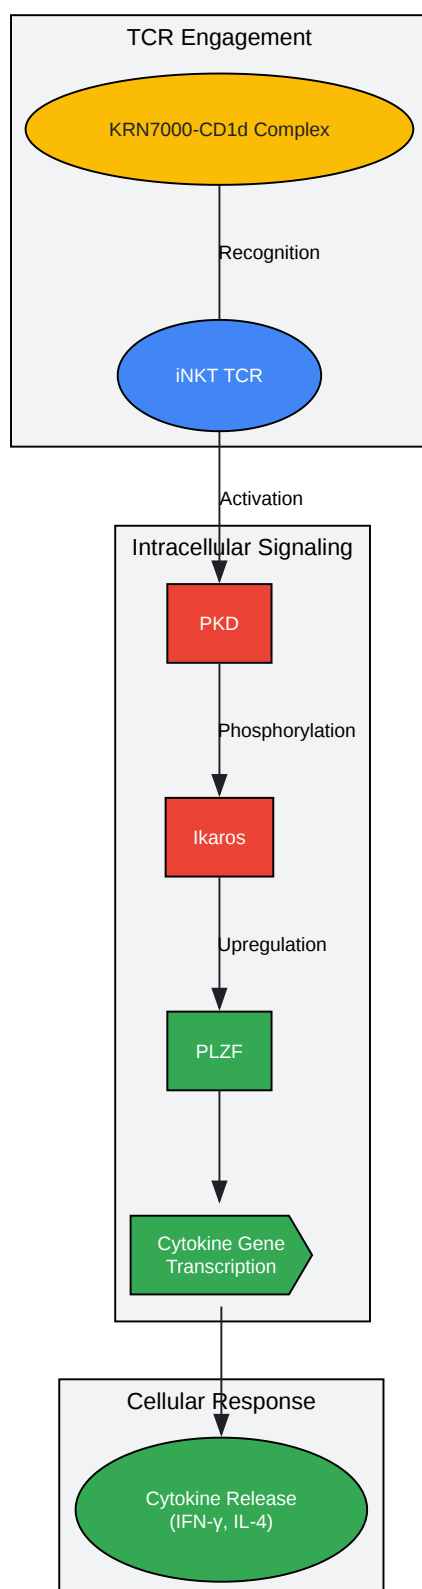 TCR Engagement
KRN7000-CD1d Complex
Recognition
iNKT TCR
Activation
Intracellular Signaling
PKD
Phosphorylation
Ikaros
Upregulation
PLZF
Cytokine Gene
Transcription
Cellular Response
Cytokine Release
(IFN-γ, IL-4)